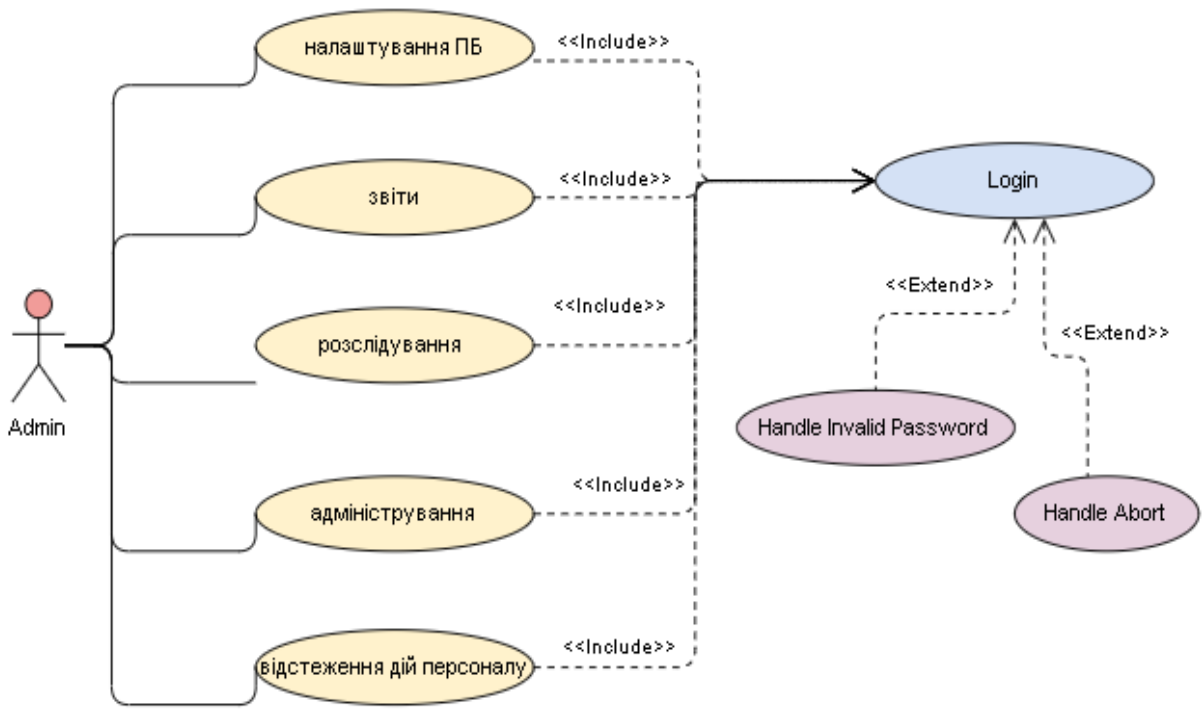 налаштування ПБ
<<Include>>
звіти
<<Include>>
Login
<<Extend>>
<<Include>>
розслідування
<<Extend>>
Admin
Handle Invalid Password
<<Include>>
адміністрування
Handle Abort
<<Include>>
відстеження дій персоналу